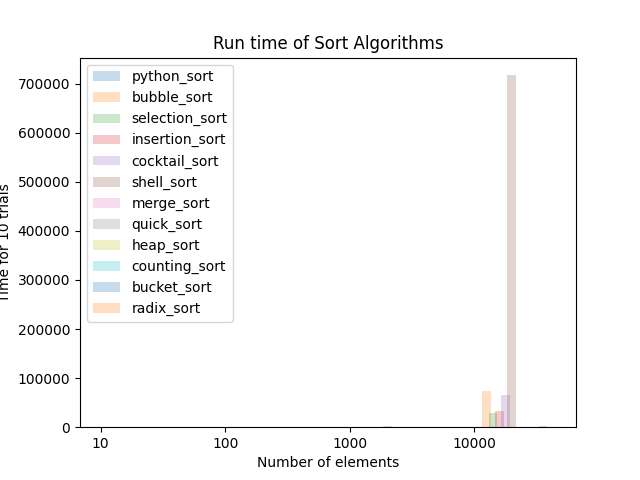 Run time of Sort Algorithms
700000
600000
500000
400000
300000
200000
100000
0
Time for 10 trials
python_sort
bubble_sort
selection_sort
insertion_sort
cocktail_sort
shell_sort
merge_sort
quick_sort
heap_sort
counting_sort
bucket_sort
radix_sort
10 100 1000 10000
Number of elements